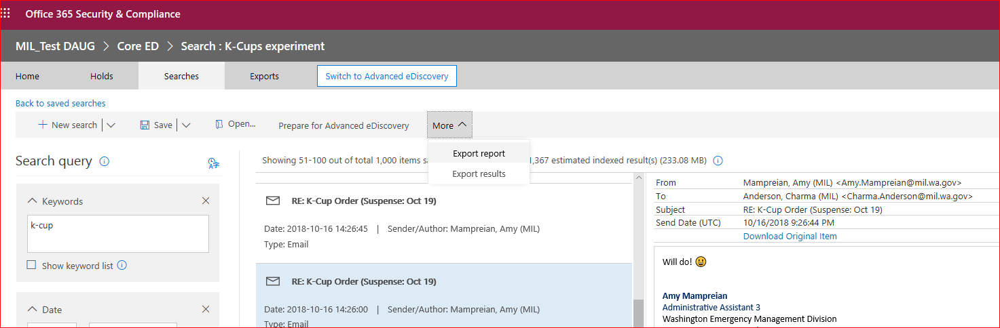 Office 365 Security & Compliance
MIL_Test DAUG > Core ED > Search : K-Cups experiment
Home Holds Searches Exports Switch to Advanced eDiscovery
Back to saved searches
New search Save Open... Prepare for Advanced eDiscovery More
Export report
Export results
Search query
Keywords
k-cup
Show keyword list
Date
Showing 51-100 out of total 1,000 items 1,367 estimated indexed result(s) (233.08 MB)
RE: K-Cup Order (Suspense: Oct 19)
Date: 2018-10-16 14:26:45 | Sender/Author: Mampreian, Amy (MIL)
Type: Email
RE: K-Cup Order (Suspense: Oct 19)
Date: 2018-10-16 14:26:00 | Sender/Author: Mampreian, Amy (MIL)
Type: Email
From Mampreian, Amy (MIL) <Amy.Mampreian@mil.wa.gov>
To Anderson, Charma (MIL) <Charma.Anderson@mil.wa.gov>
Subject RE: K-Cup Order (Suspense: Oct 19)
Send Date (UTC) 10/16/2018 9:26:44 PM
Download Original Item
Will do! 😃
Amy Mampreian
Administrative Assistant 3
Washington Emergency Management Division